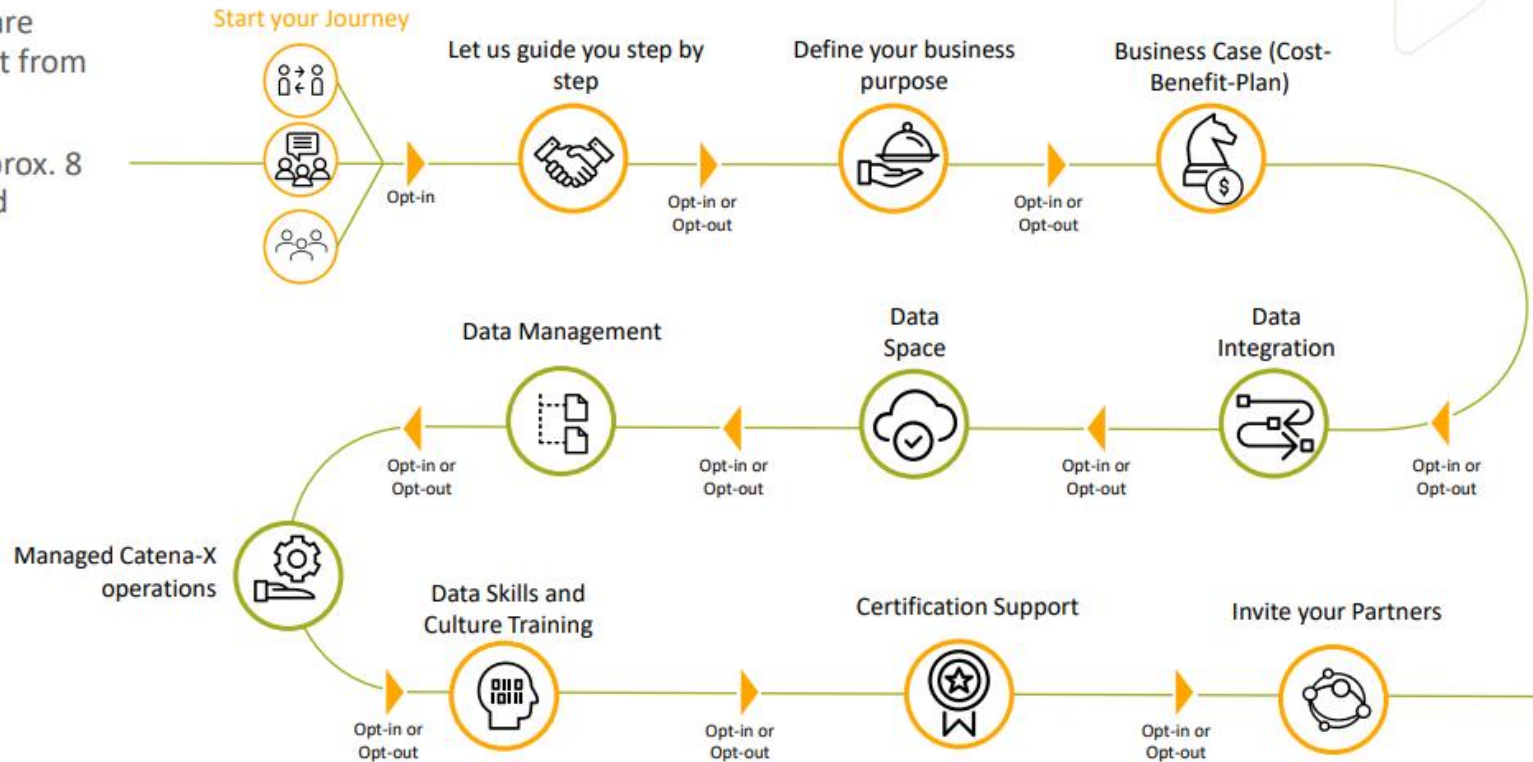 are
t from
prox. 8
d
Start your Journey
Opt-in
Let us guide you step by
step
Opt-in or
Opt-out
Define your business
purpose
Opt-in or
Opt-out
Business Case (Cost-
Benefit-Plan)
$
Data Management
Data
Space
Data
Integration
Opt-in or
Opt-out
Opt-in or
Opt-out
Opt-in or
Opt-out
Opt-in or
Opt-out
Managed Catena-X
operations
Data Skills and
Culture Training
Certification Support
Invite your Partners
Opt-in or
Opt-out
Opt-in or
Opt-out
Opt-in or
Opt-out